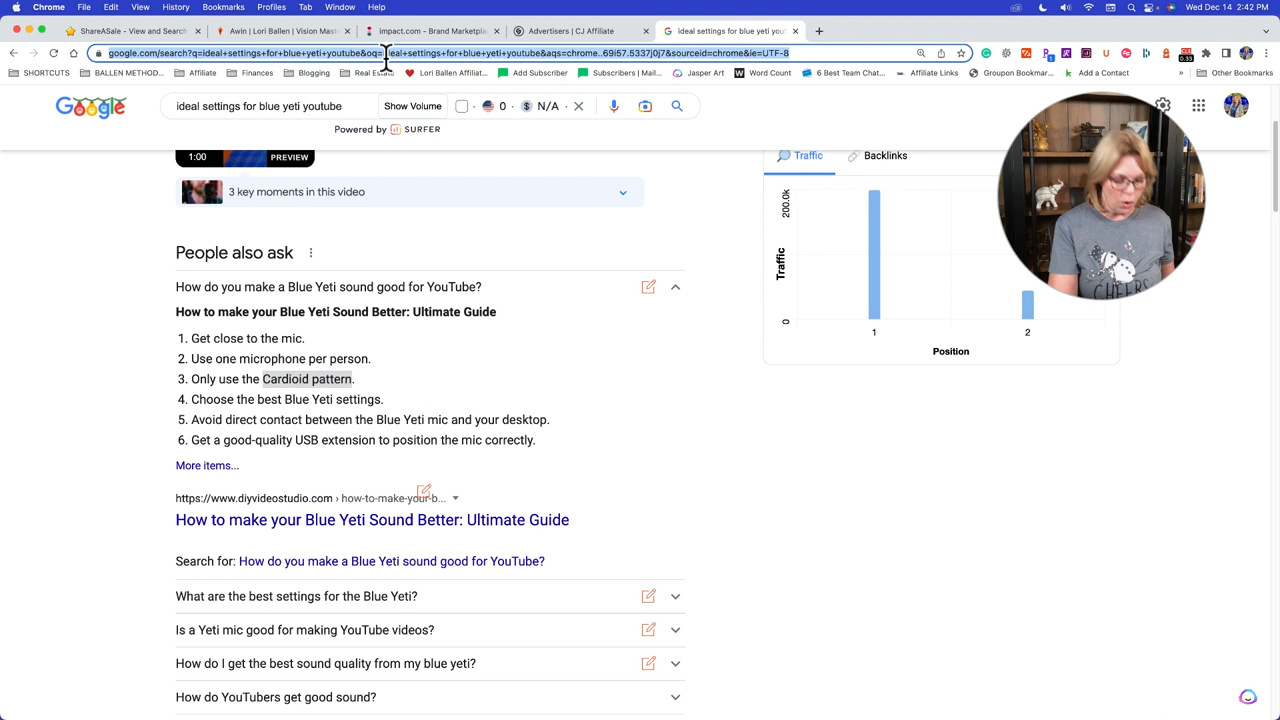 Chrome File Edit View History Bookmarks Profiles Tab Window Help Wed Dec 14 2:42 PM
ShareASale - View and Search Awin | Lori Ballen | Vision Mast impact.com - Brand Marketplac Advertisers | CJ Affiliate ideal settings for blue yeti yout
google.com/search?q=ideal+settings+for+blue+yeti+youtube&oq=ideal+settings+for+blue+yeti+youtube&aqs=chrome..69i57.5337j0j7&sourceid=chrome&ie=UTF-8
SHORTCUTS BALLEN METHOD... Affiliate Finances Blogging Real Estate Lori Ballen Affiliat... Add Subscriber Subscribers | Mail... Jasper Art Word Count 6 Best Team Chat... Affiliate Links Groupon Bookmar... Add a Contact » Other Bookmarks
Google ideal settings for blue yeti youtube Show Volume 0 N/A
Powered by SURFER
1:00 PREVIEW
Traffic Backlinks
3 key moments in this video
200.0k
Traffic
0
1 2
Position
CHEERS
People also ask
How do you make a Blue Yeti sound good for YouTube?
How to make your Blue Yeti Sound Better: Ultimate Guide
1. Get close to the mic.
2. Use one microphone per person.
3. Only use the Cardioid pattern.
4. Choose the best Blue Yeti settings.
5. Avoid direct contact between the Blue Yeti mic and your desktop.
6. Get a good-quality USB extension to position the mic correctly.
More items...
https://www.diyvideostudio.com › how-to-make-your-b...
How to make your Blue Yeti Sound Better: Ultimate Guide
Search for: How do you make a Blue Yeti sound good for YouTube?
What are the best settings for the Blue Yeti?
Is a Yeti mic good for making YouTube videos?
How do I get the best sound quality from my blue yeti?
How do YouTubers get good sound?